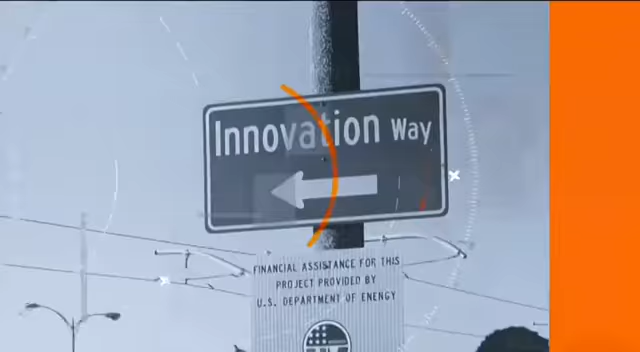 Innovation Way
FINANCIAL ASSISTANCE FOR THIS
PROJECT PROVIDED BY
U.S. DEPARTMENT OF ENERGY